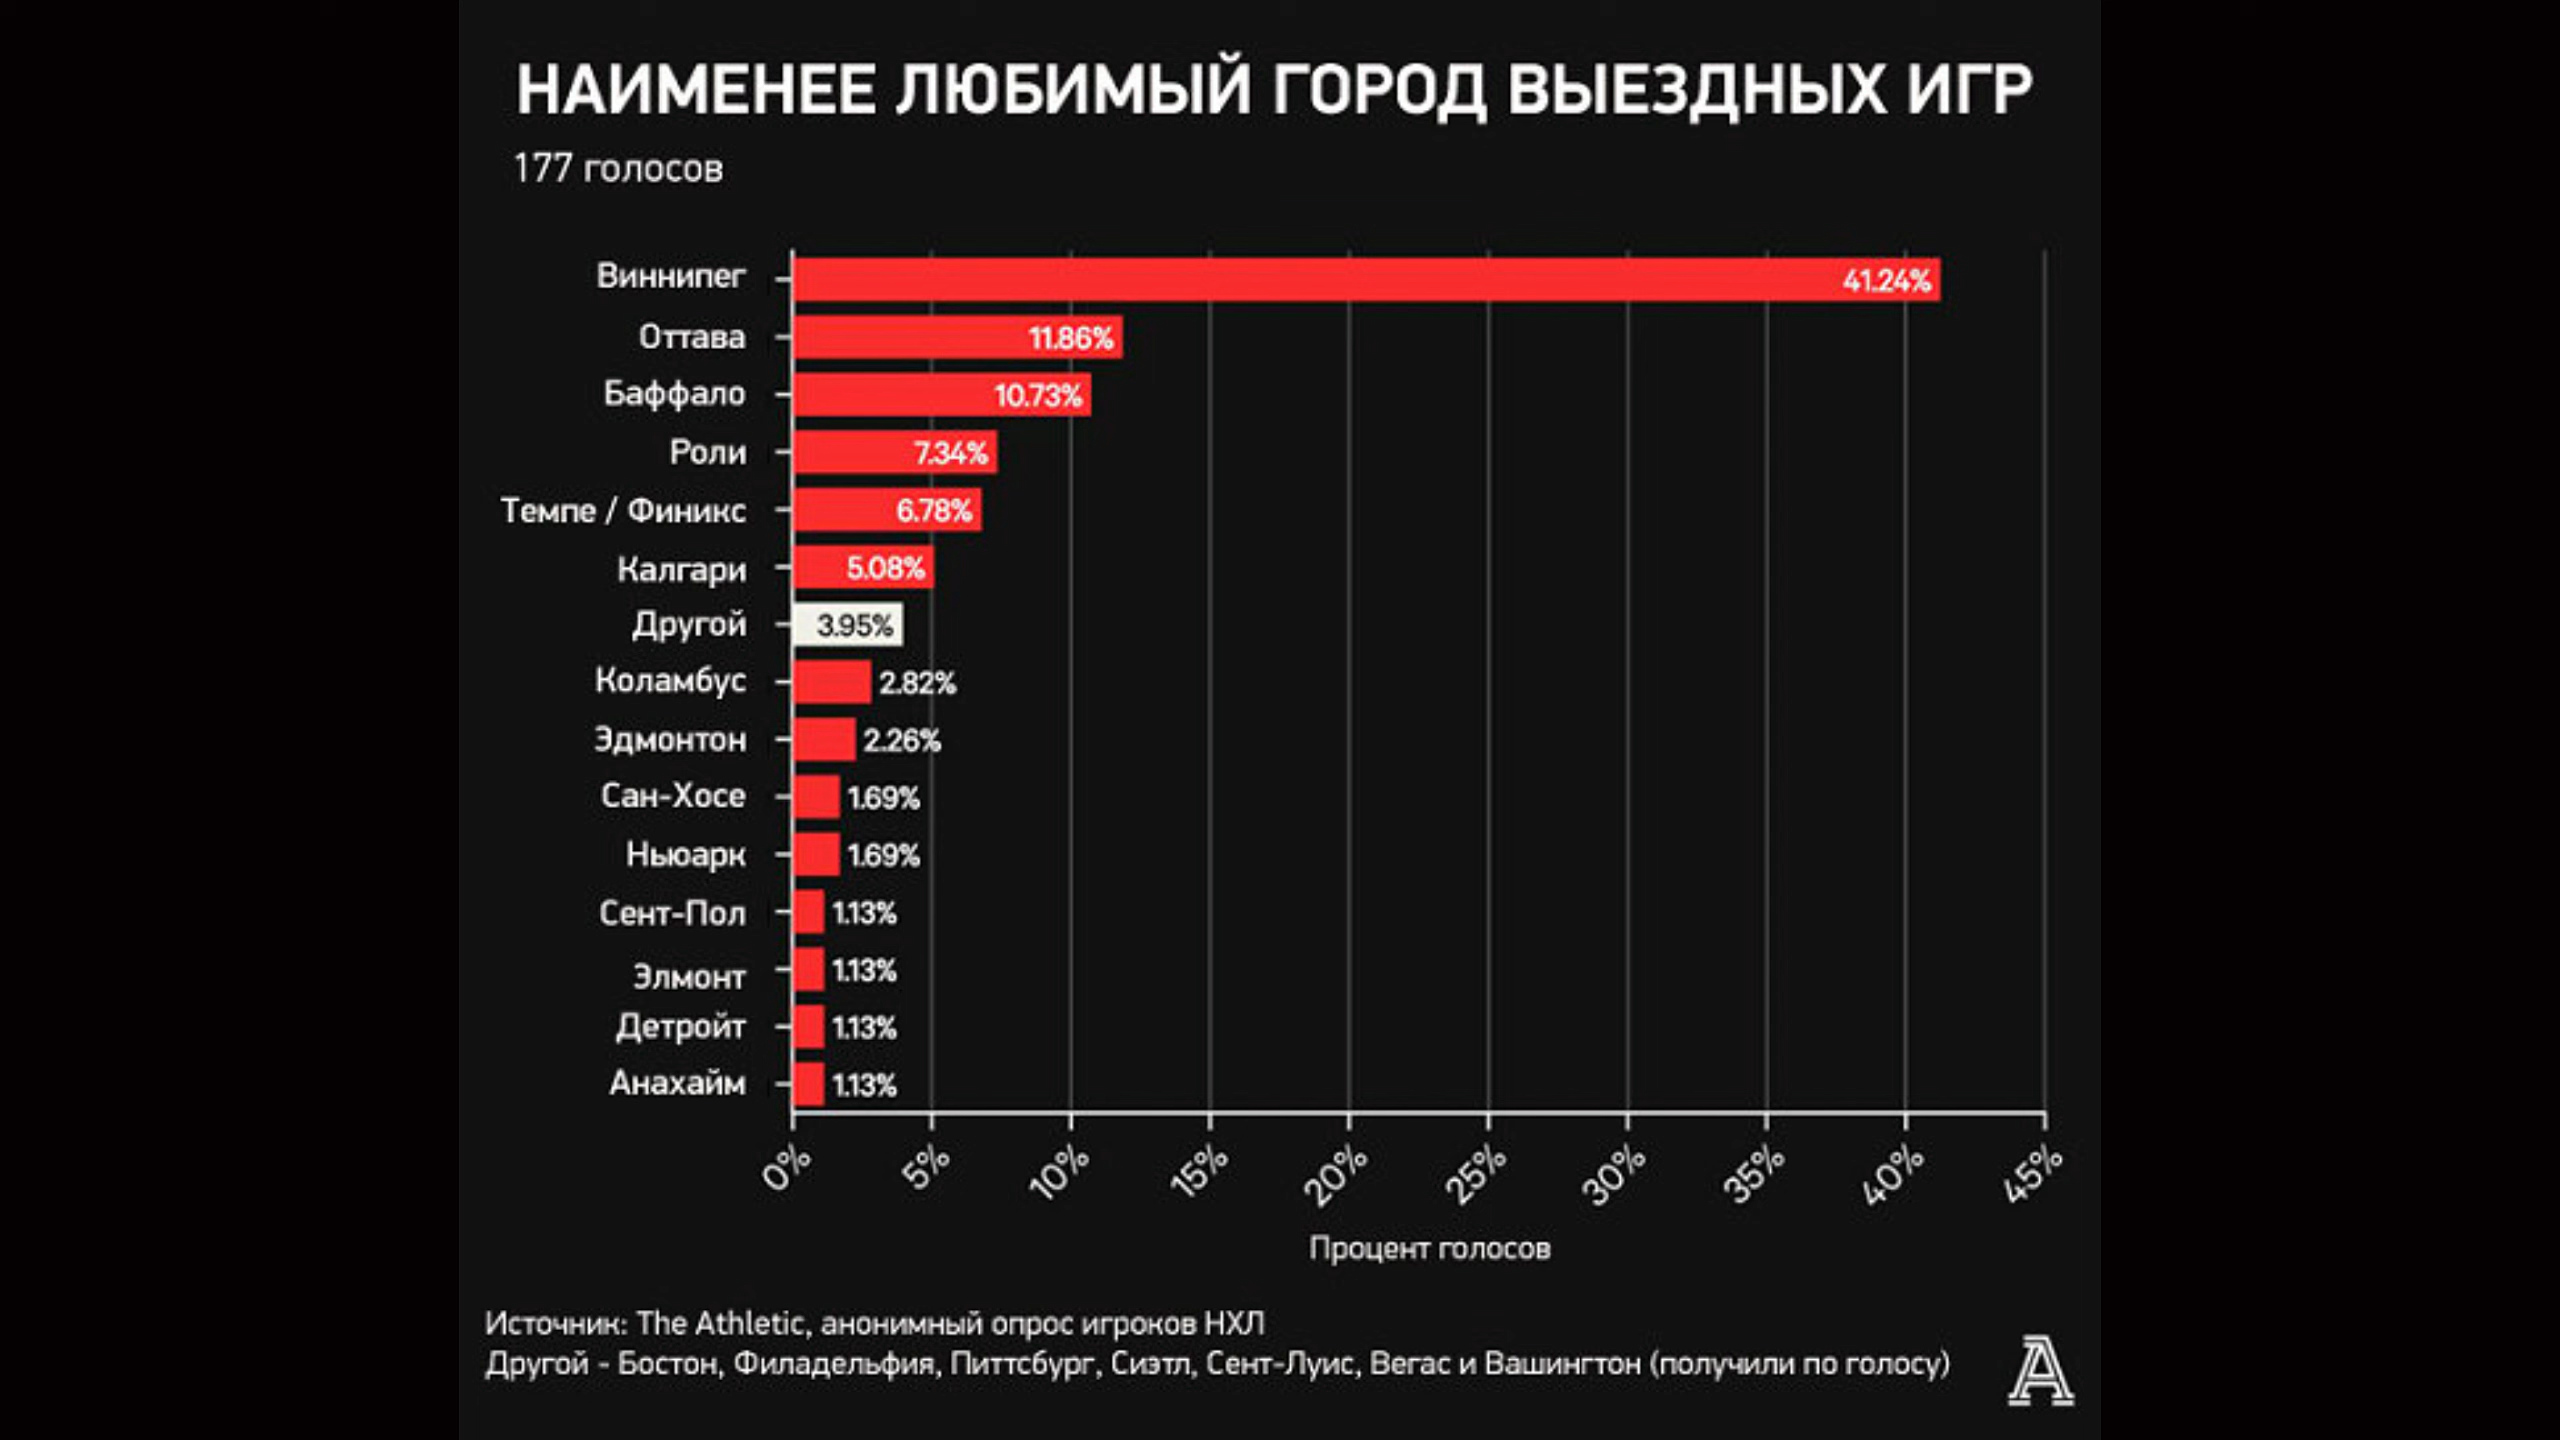 НАИМЕНЕЕ ЛЮБИМЫЙ ГОРОД ВЫЕЗДНЫХ ИГР
177 голосов
Виннипег 41.24%
Оттава 11.86%
Баффало 10.73%
Роли 7.34%
Темпе / Финикс 6.78%
Калгари 5.08%
Другой 3.95%
Коламбус 2.82%
Эдмонтон 2.26%
Сан-Хосе 1.69%
Ньюарк 1.69%
Сент-Пол 1.13%
Элмонт 1.13%
Детройт 1.13%
Анахайм 1.13%
0% 5% 10% 15% 20% 25% 30% 35% 40% 45%
Процент голосов
Источник: The Athletic, анонимный опрос игроков НХЛ
Другой - Бостон, Филадельфия, Питтсбург, Сиэтл, Сент-Луис, Вегас и Вашингтон (получили по голосу)
A